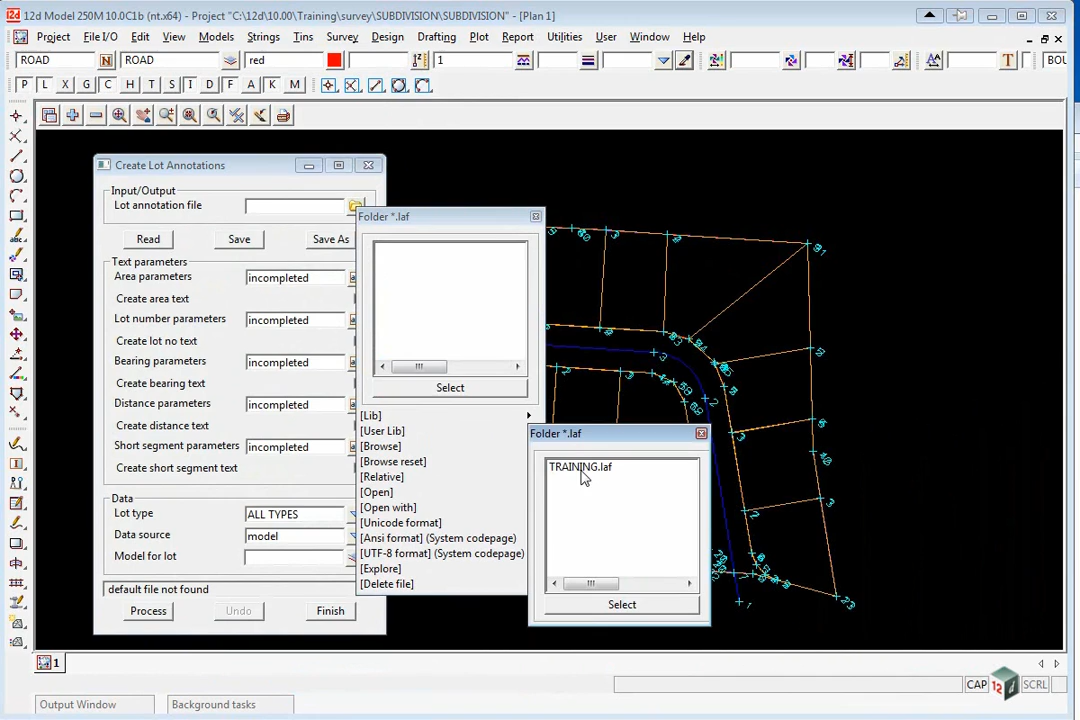 12d Model 250M 10.0C1b (nt.x64) - Project "C:\12d\10.00\Training\survey\SUBDIVISION\SUBDIVISION" - [Plan 1]
Project File I/O Edit View Models Strings Tins Survey Design Drafting Plot Report Utilities User Window Help
ROAD N ROAD red 1 T BOU
P L X G C H T S I D F A K M
Create Lot Annotations
Input/Output
Lot annotation file
Read Save Save As
Text parameters
Area parameters incompleted
Create area text
Lot number parameters incompleted
Create lot no text
Bearing parameters incompleted
Create bearing text
Distance parameters incompleted
Create distance text
Short segment parameters incompleted
Create short segment text
Data
Lot type ALL TYPES
Data source model
Model for lot
default file not found
Process Undo Finish
Folder *.laf
Select
[Lib]
[User Lib]
[Browse]
[Browse reset]
[Relative]
[Open]
[Open with]
[Unicode format]
[Ansi format] (System codepage)
[UTF-8 format] (System codepage)
[Explore]
[Delete file]
Folder *.laf
TRAINING.laf
Select
1
CAP 12 SCRL
Output Window Background tasks